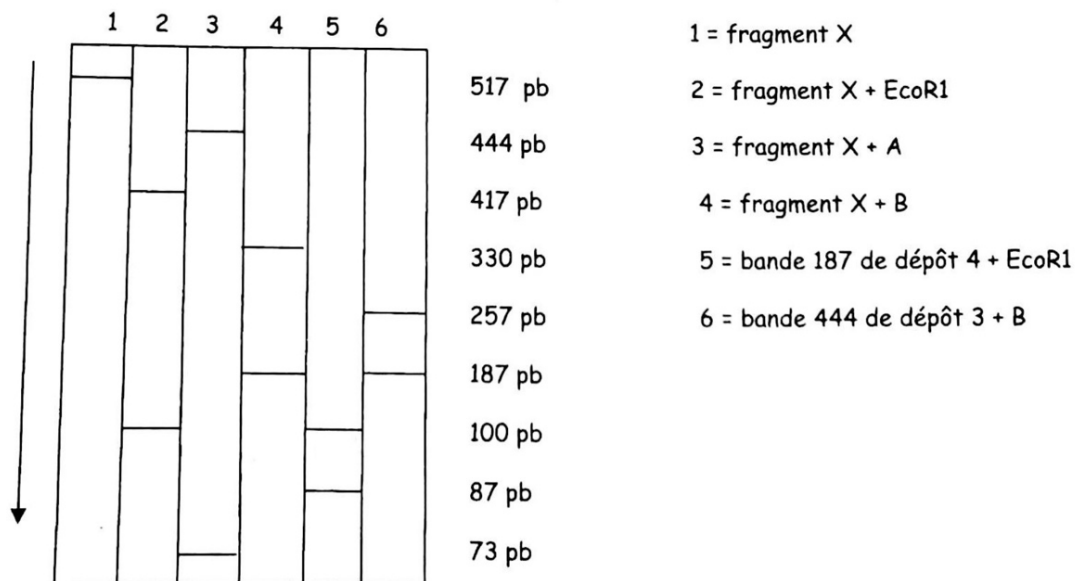 1 2 3 4 5 6
517 pb
444 pb
417 pb
330 pb
257 pb
187 pb
100 pb
87 pb
73 pb
1 = fragment X
2 = fragment X + EcoR1
3 = fragment X + A
4 = fragment X + B
5 = bande 187 de dépôt 4 + EcoR1
6 = bande 444 de dépôt 3 + B